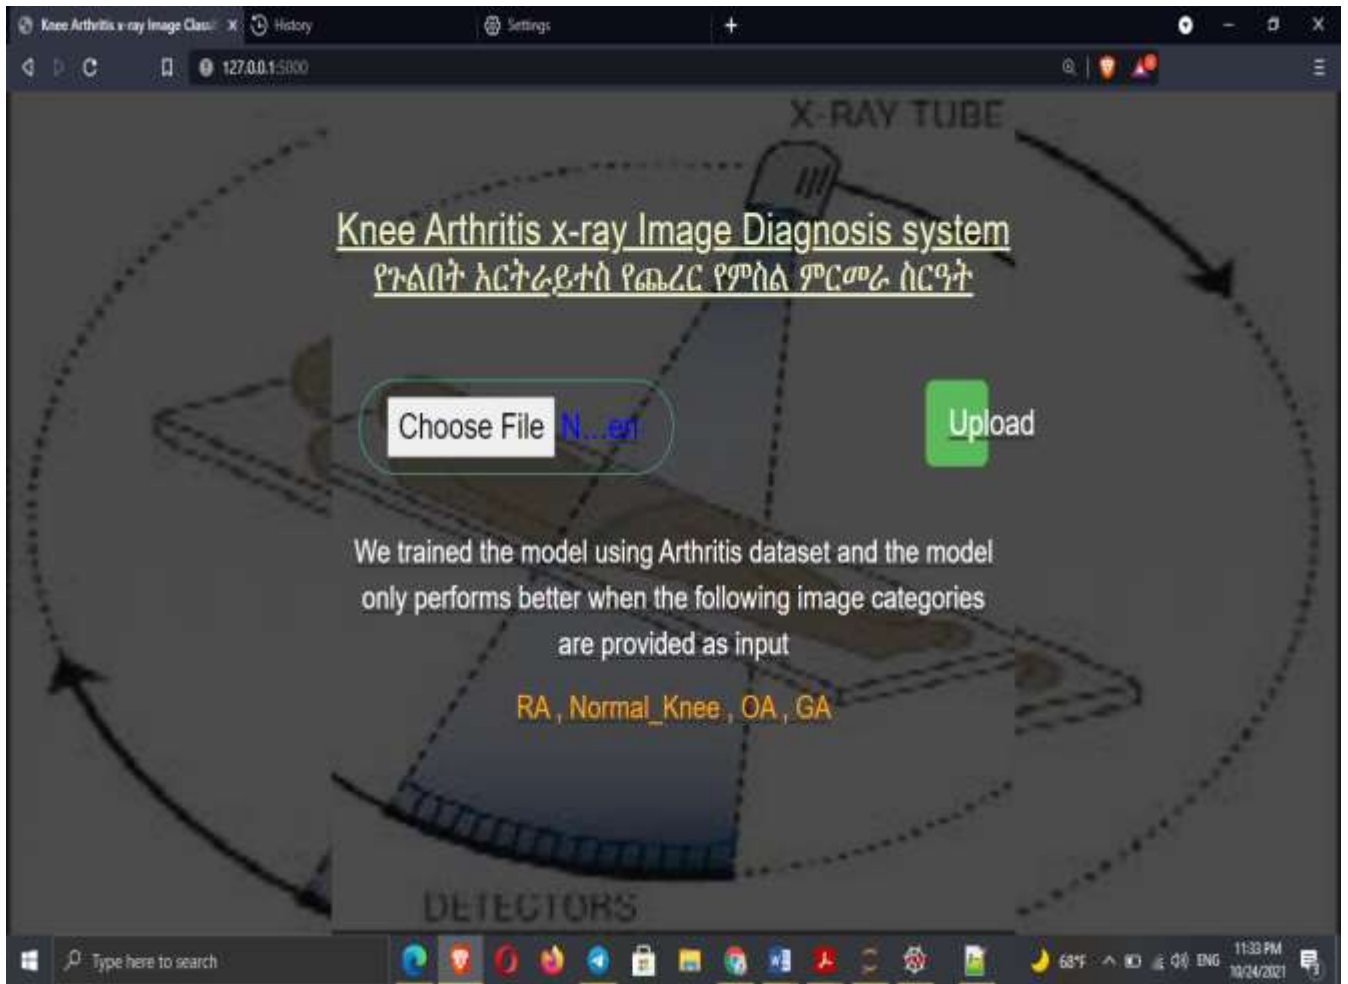 Knee Arthritis x-ray Image Class
History
Settings
127.0.0.1:5000
X-RAY TUBE
Knee Arthritis x-ray Image Diagnosis system
የጉልበት አርትራይተስ የጨረር የምስል ምርመራ ስርዓት
Choose File N...en
Upload
We trained the model using Arthritis dataset and the model
only performs better when the following image categories
are provided as input
RA , Normal_Knee , OA , GA
DETECTORS
Type here to search
68°F ENG
11:33 PM
10/24/2021